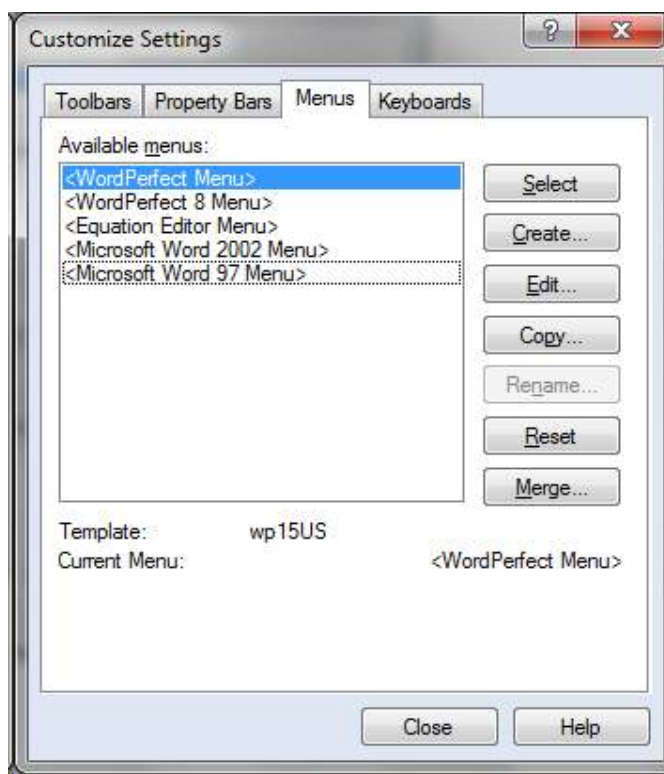 Customize Settings
Toolbars Property Bars Menus Keyboards
Available menus:
<WordPerfect Menu>
<WordPerfect 8 Menu>
<Equation Editor Menu>
<Microsoft Word 2002 Menu>
<Microsoft Word 97 Menu>
Select
Create...
Edit...
Copy...
Rename...
Reset
Merge...
Template: wp15US
Current Menu: <WordPerfect Menu>
Close Help